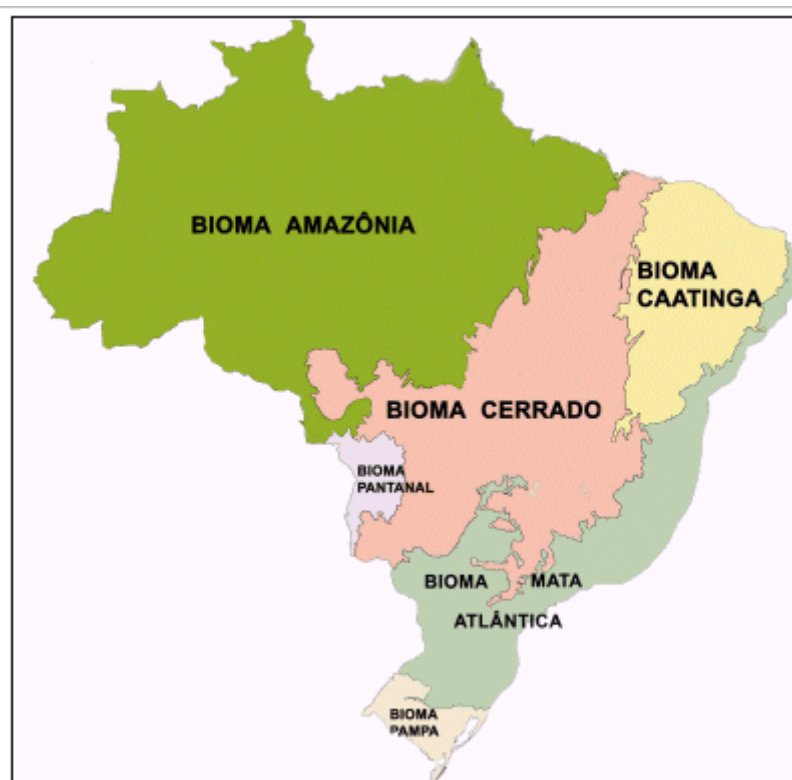 BIOMA AMAZÔNIA
BIOMA
CAATINGA
BIOMA CERRADO
BIOMA
PANTANAL
BIOMA MATA
ATLÂNTICA
BIOMA
PAMPA